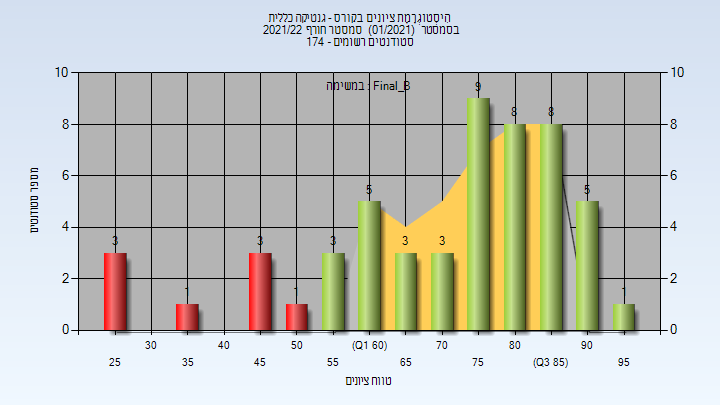 היסטוגרמת ציונים בקורס - גנטיקה כללית
בסמסטר (01/2021) סמסטר חורף 2021/22
סטודנטים רשומים - 174
במשימה : Final_B
10 10
8 8
6 6
4 4
2 2
0 0
3 1 3 1 3 5 3 3 9 8 8 5 1
מספר סטודנטים
30 40 50 (Q1 60) 70 80 90
25 35 45 55 65 75 (Q3 85) 95
טווח ציונים